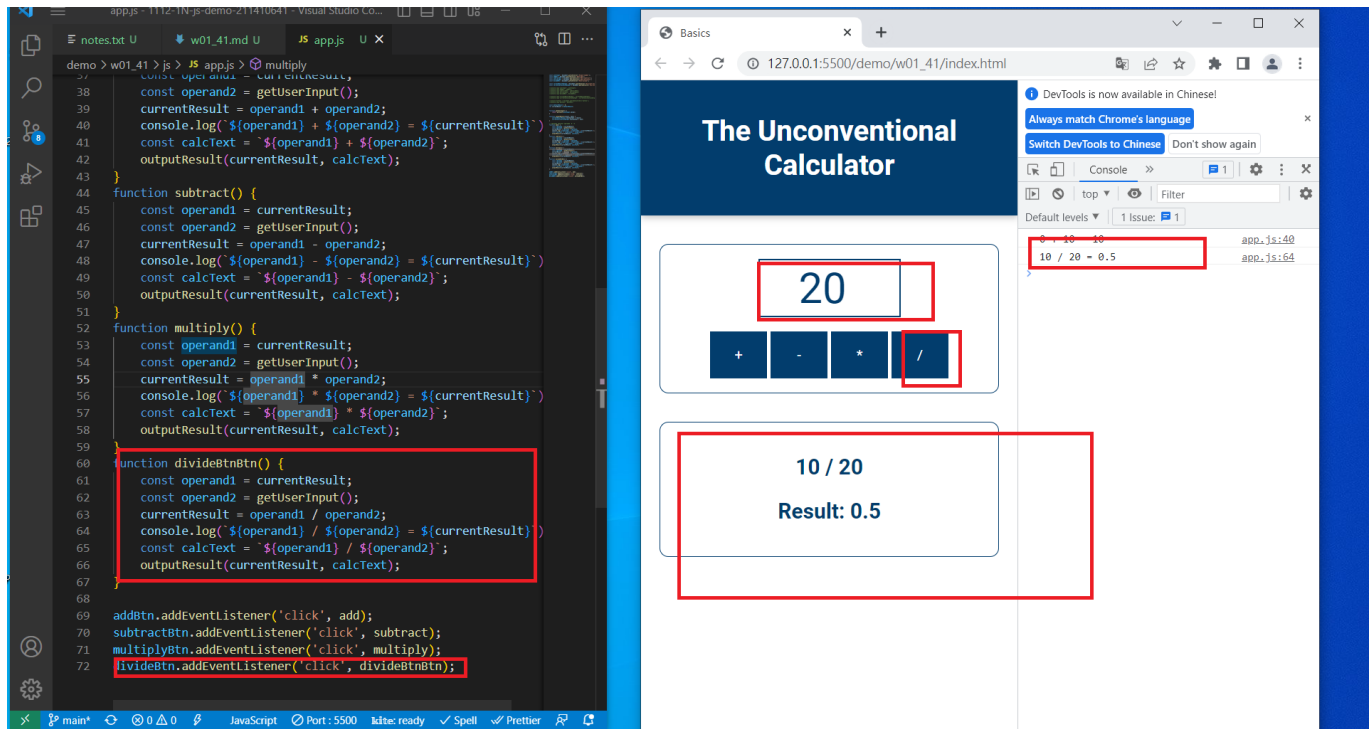 app.js - 1112-1N-js-demo-211410641 - Visual Studio Co...
notes.txt U
w01_41.md U
JS app.js U
demo > w01_41 > js > JS app.js > multiply
37 const operand1 = currentResult;
38 const operand2 = getUserInput();
39 currentResult = operand1 + operand2;
40 console.log(`${operand1} + ${operand2} = ${currentResult}`)
41 const calcText = `${operand1} + ${operand2}`;
42 outputResult(currentResult, calcText);
43 }
44 function subtract() {
45 const operand1 = currentResult;
46 const operand2 = getUserInput();
47 currentResult = operand1 - operand2;
48 console.log(`${operand1} - ${operand2} = ${currentResult}`)
49 const calcText = `${operand1} - ${operand2}`;
50 outputResult(currentResult, calcText);
51 }
52 function multiply() {
53 const operand1 = currentResult;
54 const operand2 = getUserInput();
55 currentResult = operand1 * operand2;
56 console.log(`${operand1} * ${operand2} = ${currentResult}`)
57 const calcText = `${operand1} * ${operand2}`;
58 outputResult(currentResult, calcText);
59 }
60 function divideBtnBtn() {
61 const operand1 = currentResult;
62 const operand2 = getUserInput();
63 currentResult = operand1 / operand2;
64 console.log(`${operand1} / ${operand2} = ${currentResult}`)
65 const calcText = `${operand1} / ${operand2}`;
66 outputResult(currentResult, calcText);
67 }
68
69 addBtn.addEventListener('click', add);
70 subtractBtn.addEventListener('click', subtract);
71 multiplyBtn.addEventListener('click', multiply);
72 divideBtn.addEventListener('click', divideBtnBtn);
8
main* 0 0 JavaScript Port : 5500 kite: ready Spell Prettier
Basics
127.0.0.1:5500/demo/w01_41/index.html
The Unconventional
Calculator
20
+ - * /
10 / 20
Result: 0.5
DevTools is now available in Chinese!
Always match Chrome's language
Switch DevTools to Chinese Don't show again
Console 1
top Filter
Default levels 1 Issue: 1
0 + 10 = 10 app.js:40
10 / 20 = 0.5 app.js:64